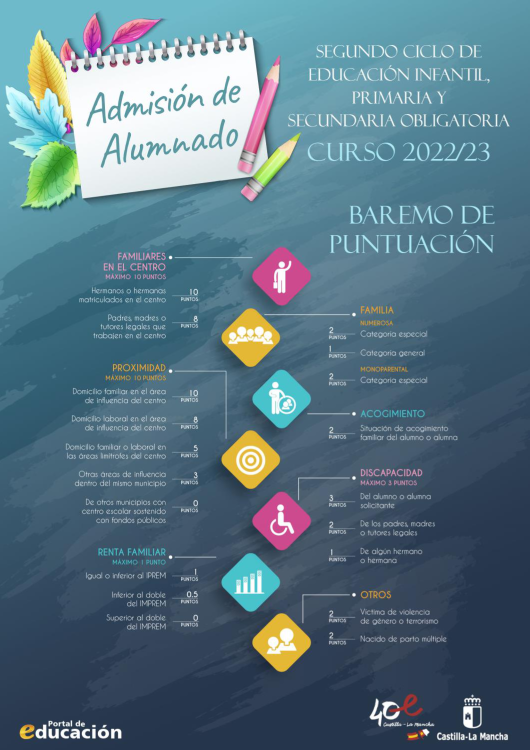 Admisión de
Alumnado
SEGUNDO CICLO DE
EDUCACIÓN INFANTIL,
PRIMARIA Y
SECUNDARIA OBLIGATORIA
CURSO 2022/23
BAREMO DE
PUNTUACIÓN
FAMILIARES
EN EL CENTRO
MÁXIMO: 10 PUNTOS
Hermanos o hermanas
matriculados en el centro
10
PUNTOS
Padres, madres o
tutores legales que
trabajen en el centro
8
PUNTOS
FAMILIA
NUMEROSA
2
PUNTOS
Categoría especial
1
PUNTOS
Categoría general
MONOPARENTAL
2
PUNTOS
Categoría especial
PROXIMIDAD
MÁXIMO: 10 PUNTOS
Domicilio familiar en el área
de influencia del centro
10
PUNTOS
Domicilio laboral en el área
de influencia del centro
8
PUNTOS
Domicilio familiar o laboral en
las áreas limítrofes del centro
5
PUNTOS
Otras áreas de influencia
dentro del mismo municipio
3
PUNTOS
De otros municipios con
centro escolar sostenido
con fondos públicos
0
PUNTOS
ACOGIMIENTO
2
PUNTOS
Situación de acogimiento
familiar del alumno o alumna
DISCAPACIDAD
MÁXIMO 3 PUNTOS
3
PUNTOS
Del alumno o alumna
solicitante
2
PUNTOS
De los padres, madres
o tutores legales
1
PUNTOS
De algún hermano
o hermana
RENTA FAMILIAR
MÁXIMO: 1 PUNTO
Igual o inferior al IPREM
1
PUNTOS
Inferior al doble
del IMPREM
0.5
PUNTOS
Superior al doble
del IMPREM
0
PUNTOS
OTROS
2
PUNTOS
Víctima de violencia
de género o terrorismo
2
PUNTOS
Nacido de parto múltiple
Portal de
educación
40e
Castilla-La Mancha
Castilla-La Mancha